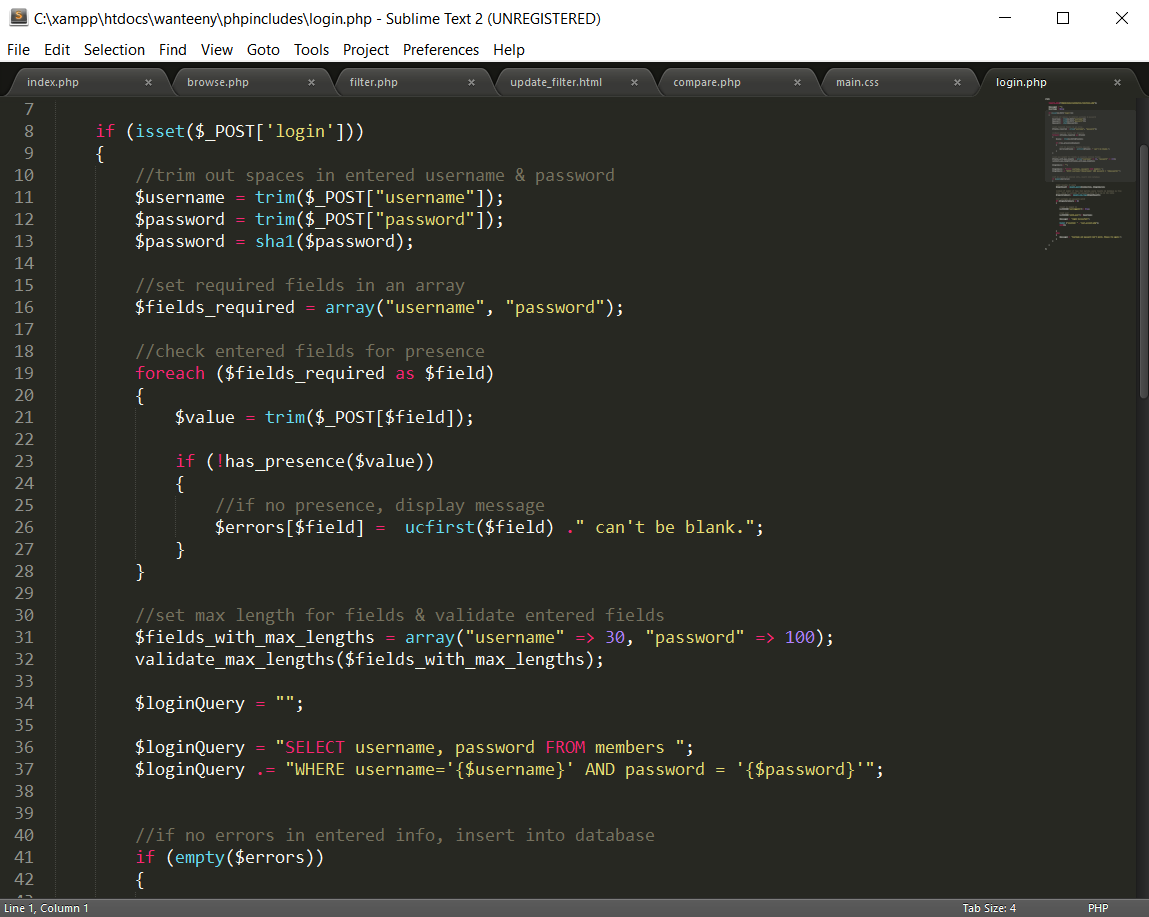 C:\xampp\htdocs\wanteeny\phpincludes\login.php - Sublime Text 2 (UNREGISTERED)
File Edit Selection Find View Goto Tools Project Preferences Help
index.php × browse.php × filter.php × update_filter.html × compare.php × main.css × login.php ×
7
8 if (isset($_POST['login']))
9 {
10 //trim out spaces in entered username & password
11 $username = trim($_POST["username"]);
12 $password = trim($_POST["password"]);
13 $password = sha1($password);
14
15 //set required fields in an array
16 $fields_required = array("username", "password");
17
18 //check entered fields for presence
19 foreach ($fields_required as $field)
20 {
21 $value = trim($_POST[$field]);
22
23 if (!has_presence($value))
24 {
25 //if no presence, display message
26 $errors[$field] =  ucfirst($field) ." can't be blank.";
27 }
28 }
29
30 //set max length for fields & validate entered fields
31 $fields_with_max_lengths = array("username" => 30, "password" => 100);
32 validate_max_lengths($fields_with_max_lengths);
33
34 $loginQuery = "";
35
36 $loginQuery = "SELECT username, password FROM members ";
37 $loginQuery .= "WHERE username='{$username}' AND password = '{$password}'";
38
39
40 //if no errors in entered info, insert into database
41 if (empty($errors))
42 {
Line 1, Column 1 Tab Size: 4 PHP